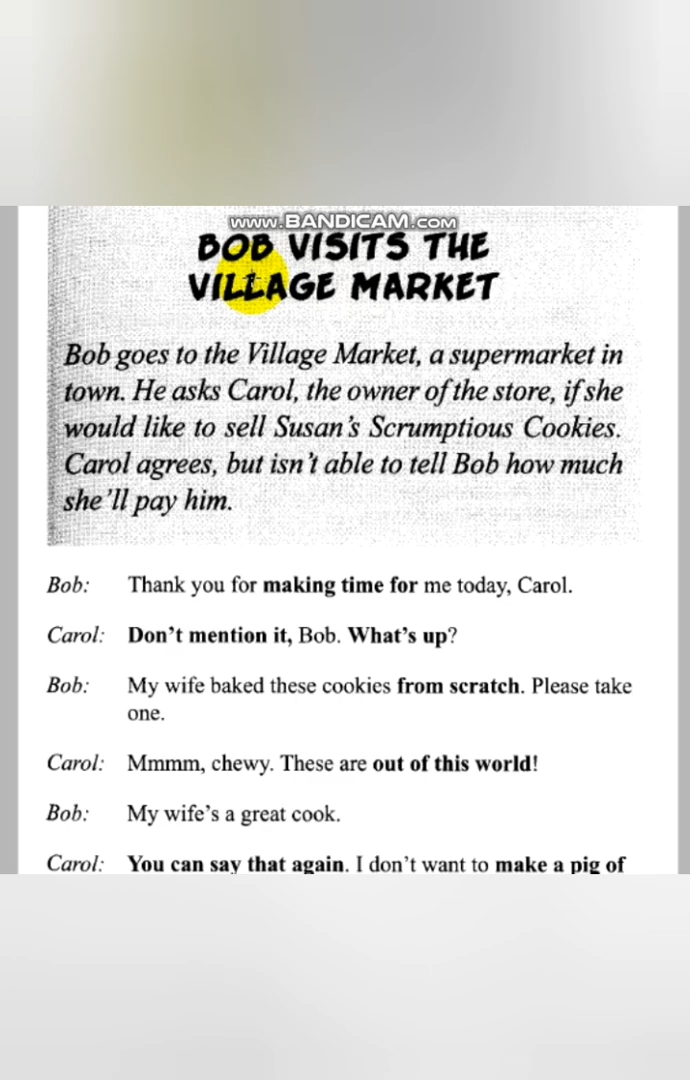 www.BANDICAM.com
BOB VISITS THE
VILLAGE MARKET
Bob goes to the Village Market, a supermarket in
town. He asks Carol, the owner of the store, if she
would like to sell Susan's Scrumptious Cookies.
Carol agrees, but isn't able to tell Bob how much
she'll pay him.
Bob: Thank you for making time for me today, Carol.
Carol: Don't mention it, Bob. What's up?
Bob: My wife baked these cookies from scratch. Please take
one.
Carol: Mmmm, chewy. These are out of this world!
Bob: My wife's a great cook.
Carol: You can say that again. I don't want to make a pig of